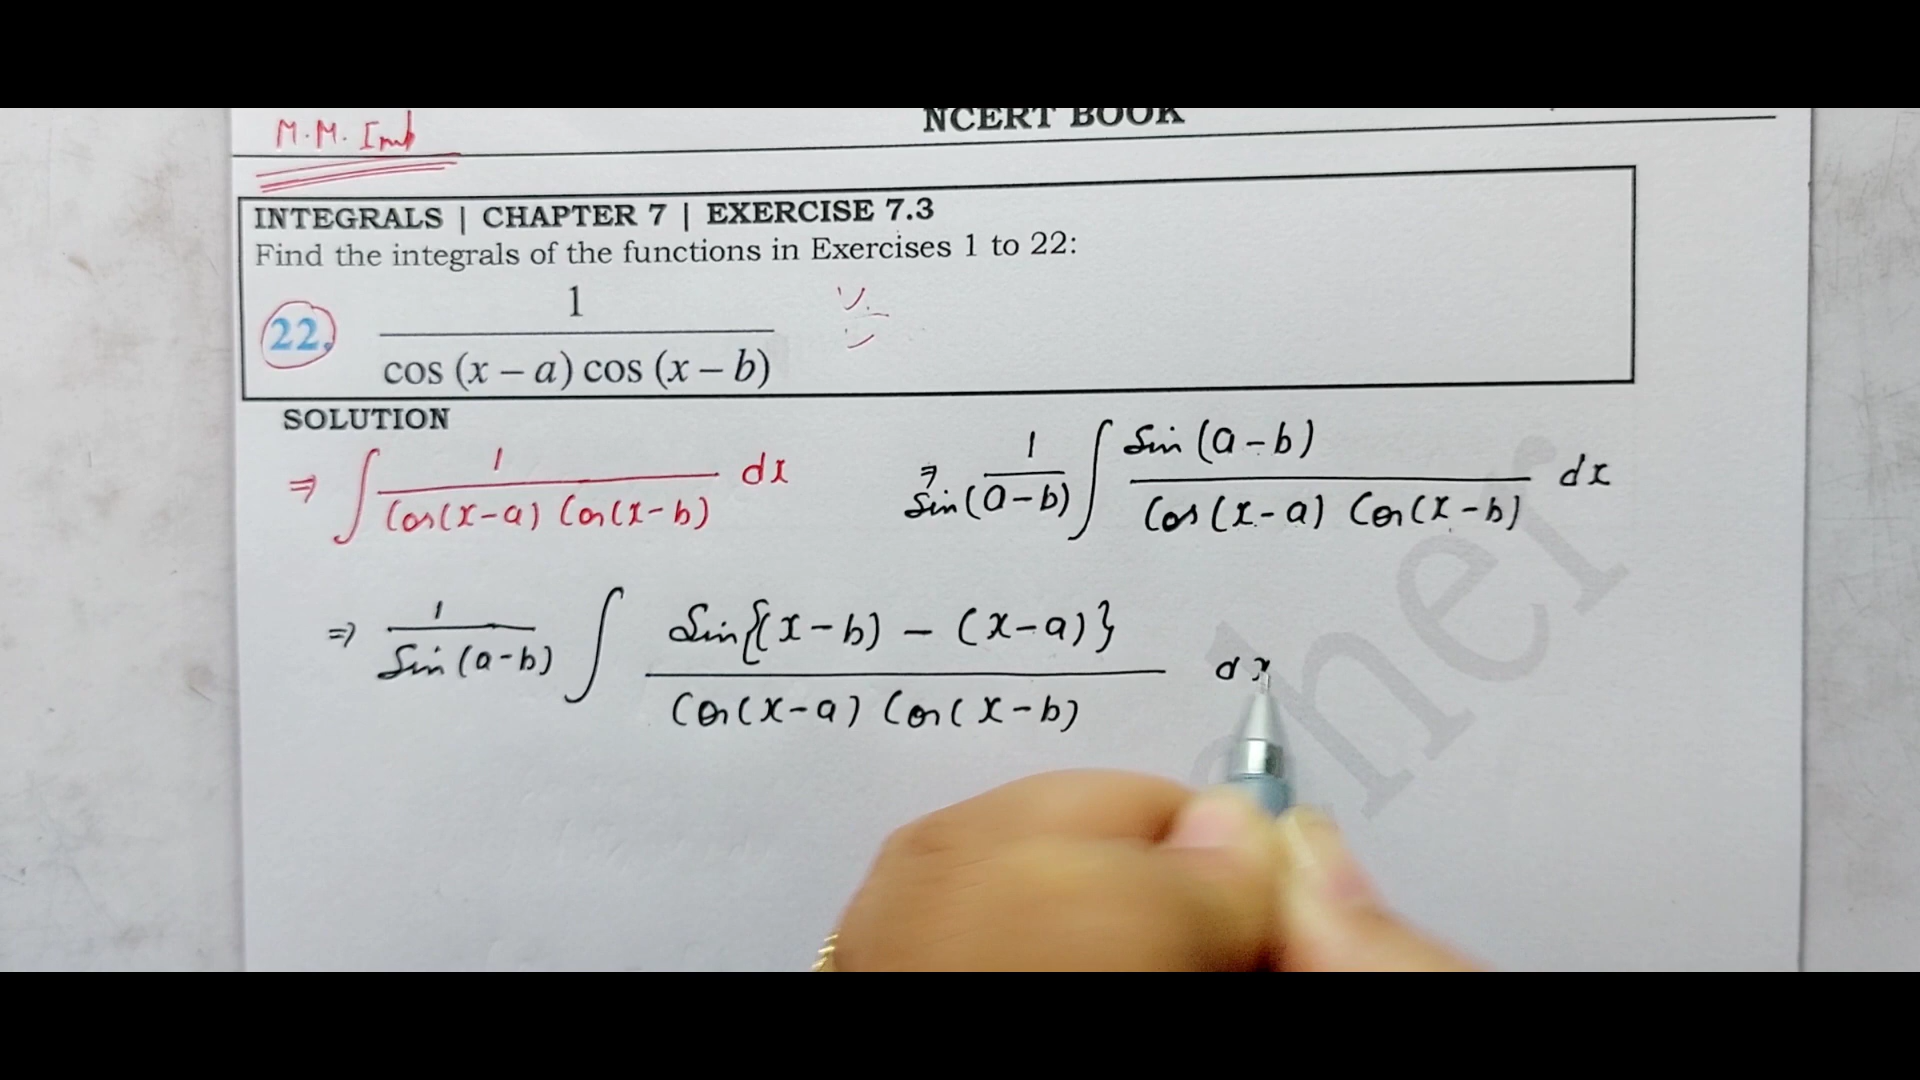 NCERT BOOK
M.M. Imp
INTEGRALS | CHAPTER 7 | EXERCISE 7.3
Find the integrals of the functions in Exercises 1 to 22:
22. 1 / cos (x – a) cos (x – b)
SOLUTION
⇒ ∫ 1 / Cos(x-a) Cos(x-b) dx
⇒ 1 / Sin(a-b) ∫ Sin(a-b) / Cos(x-a) Cos(x-b) dx
⇒ 1 / Sin(a-b) ∫ Sin{(x-b) - (x-a)} / Cos(x-a) Cos(x-b) dx